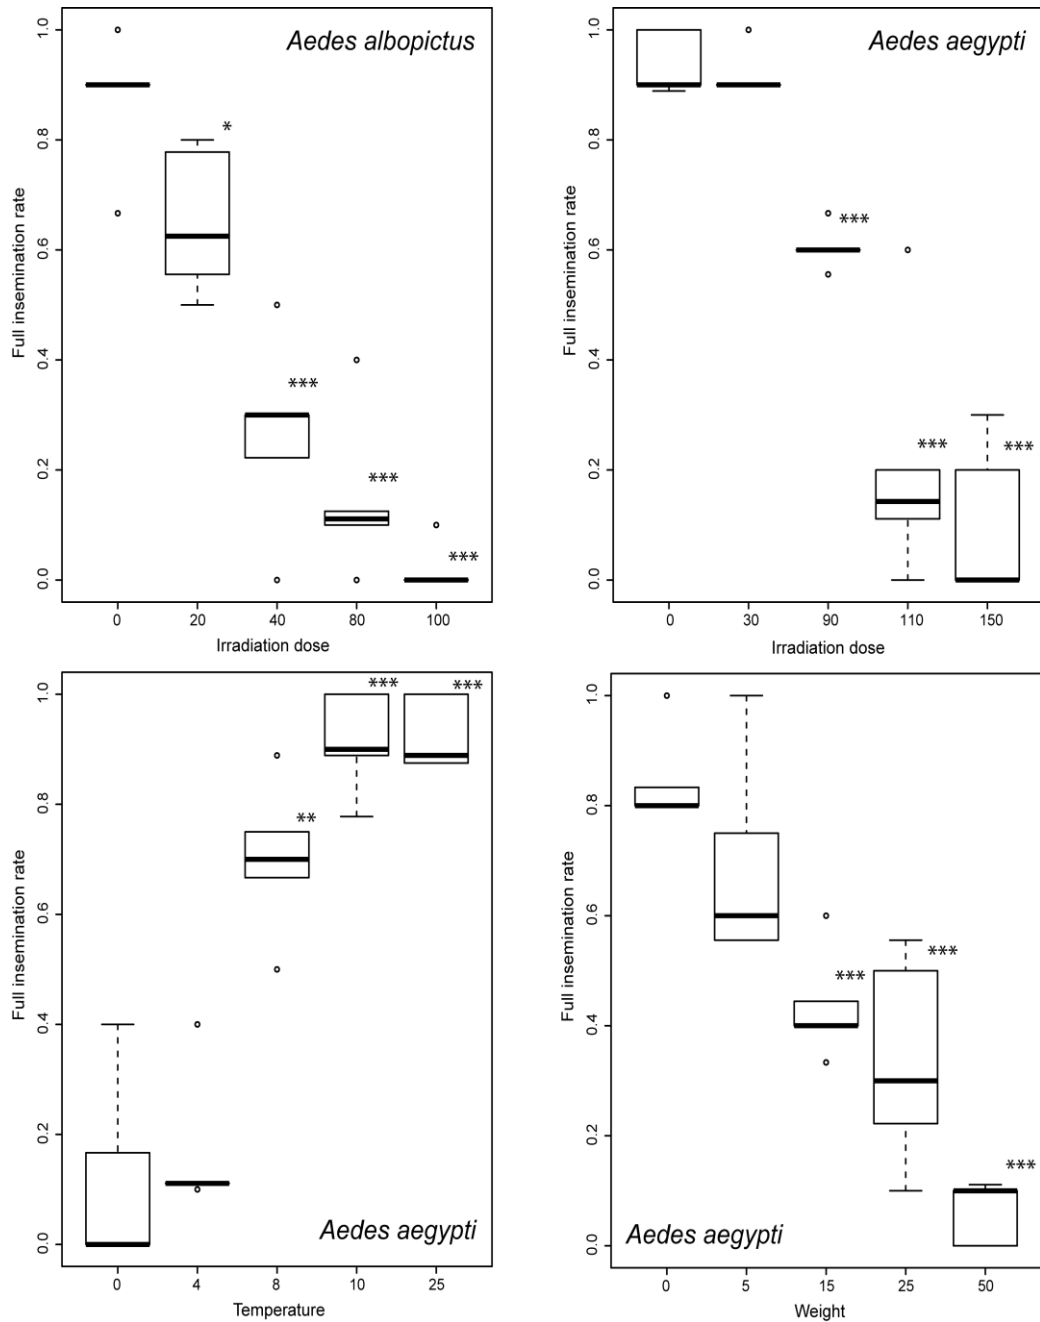 Aedes albopictus
Full insemination rate
1.0
0.8
0.6
0.4
0.2
0.0
*
***
***
***
0 20 40 80 100
Irradiation dose
Aedes aegypti
Full insemination rate
1.0
0.8
0.6
0.4
0.2
0.0
***
***
***
0 30 90 110 150
Irradiation dose
Full insemination rate
1.0
0.8
0.6
0.4
0.2
0.0
**
***
***
Aedes aegypti
0 4 8 10 25
Temperature
Full insemination rate
1.0
0.8
0.6
0.4
0.2
0.0
***
***
***
Aedes aegypti
0 5 15 25 50
Weight